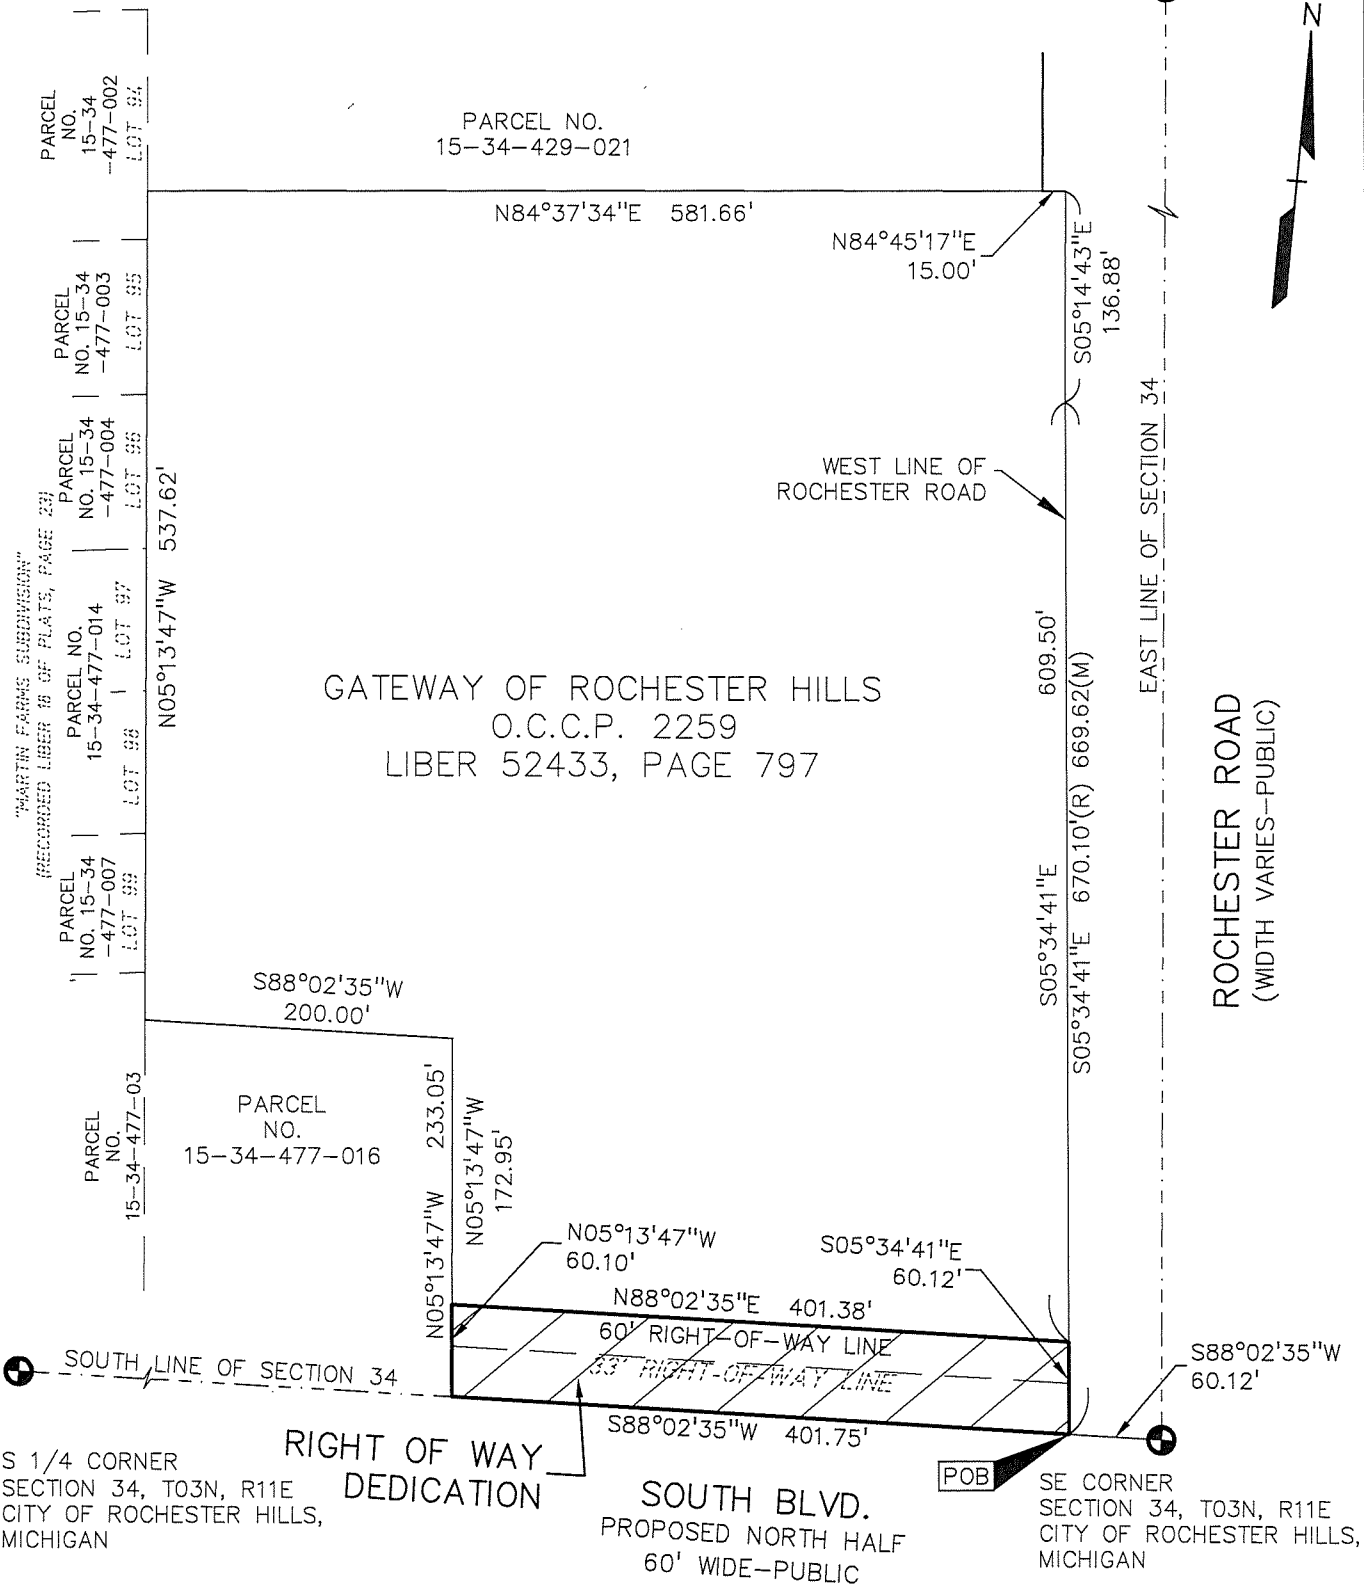 N
PARCEL
NO.
15-34
-477-002
LOT 94
PARCEL NO.
15-34-429-021
N84°37'34"E 581.66'
N84°45'17"E
15.00'
S05°14'43"E
136.88'
PARCEL
NO. 15-34
-477-003
LOT 95
PARCEL
NO. 15-34
-477-004
LOT 96
"MARTIN FARMS SUBDIVISION"
(RECORDED LIBER 18 OF PLATS, PAGE 23)
PARCEL NO.
15-34-477-014
LOT 98 LOT 97
N05°13'47"W 537.62'
WEST LINE OF
ROCHESTER ROAD
EAST LINE OF SECTION 34
GATEWAY OF ROCHESTER HILLS
O.C.C.P. 2259
LIBER 52433, PAGE 797
S05°34'41"E 609.50'
S05°34'41"E 670.10'(R) 669.62(M)
ROCHESTER ROAD
(WIDTH VARIES-PUBLIC)
PARCEL
NO. 15-34
-477-007
LOT 99
S88°02'35"W
200.00'
PARCEL
NO.
15-34-477-03
PARCEL
NO.
15-34-477-016
N05°13'47"W 233.05'
N05°13'47"W
172.95'
N05°13'47"W
60.10'
S05°34'41"E
60.12'
N88°02'35"E 401.38'
60' RIGHT-OF-WAY LINE
33' RIGHT-OF-WAY LINE
S88°02'35"W 401.75'
SOUTH LINE OF SECTION 34
S88°02'35"W
60.12'
RIGHT OF WAY
DEDICATION
POB
S 1/4 CORNER
SECTION 34, T03N, R11E
CITY OF ROCHESTER HILLS,
MICHIGAN
SOUTH BLVD.
PROPOSED NORTH HALF
60' WIDE-PUBLIC
SE CORNER
SECTION 34, T03N, R11E
CITY OF ROCHESTER HILLS,
MICHIGAN